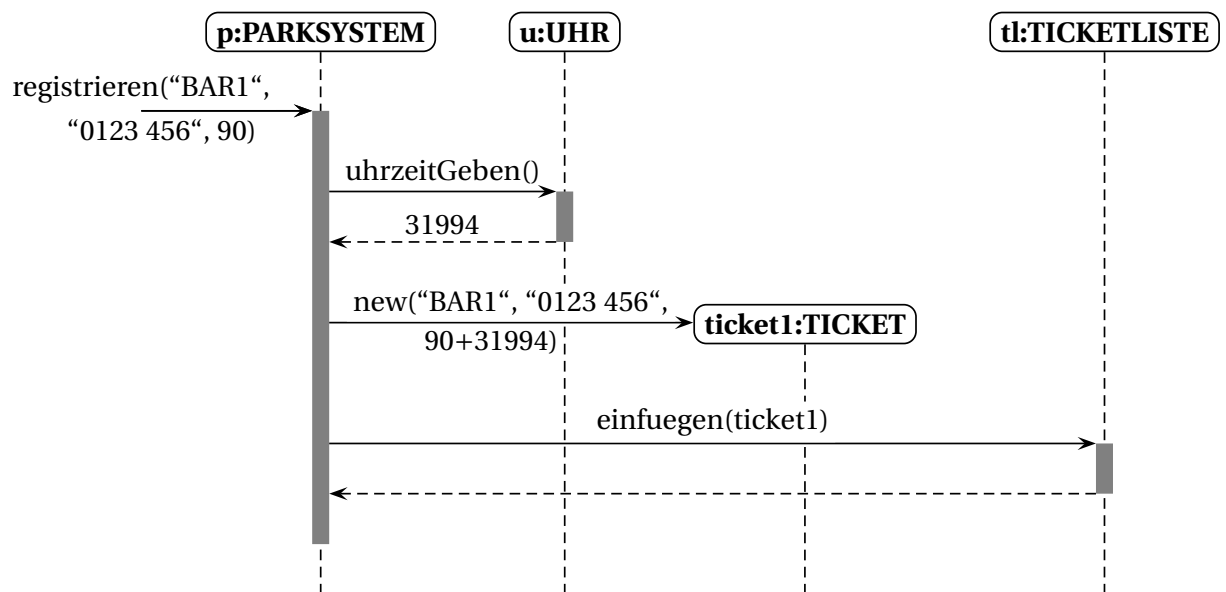 p:PARKSYSTEM
u:UHR
tl:TICKETLISTE
registrieren(“BAR1“,
“0123 456“, 90)
uhrzeitGeben()
31994
new(“BAR1“, “0123 456“,
90+31994)
ticket1:TICKET
einfuegen(ticket1)